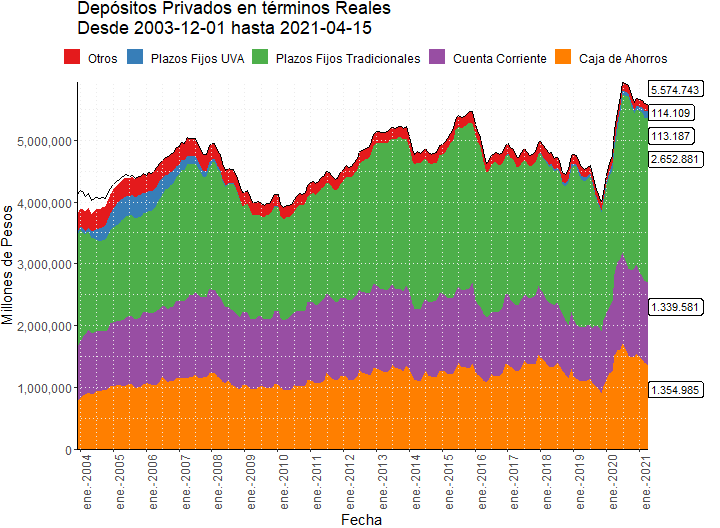 Depósitos Privados en términos Reales
Desde 2003-12-01 hasta 2021-04-15
Otros Plazos Fijos UVA Plazos Fijos Tradicionales Cuenta Corriente Caja de Ahorros
Millones de Pesos
5,000,000
4,000,000
3,000,000
2,000,000
1,000,000
0
5.574.743
114.109
113.187
2.652.881
1.339.581
1.354.985
ene.-2004
ene.-2005
ene.-2006
ene.-2007
ene.-2008
ene.-2009
ene.-2010
ene.-2011
ene.-2012
ene.-2013
ene.-2014
ene.-2015
ene.-2016
ene.-2017
ene.-2018
ene.-2019
ene.-2020
ene.-2021
Fecha